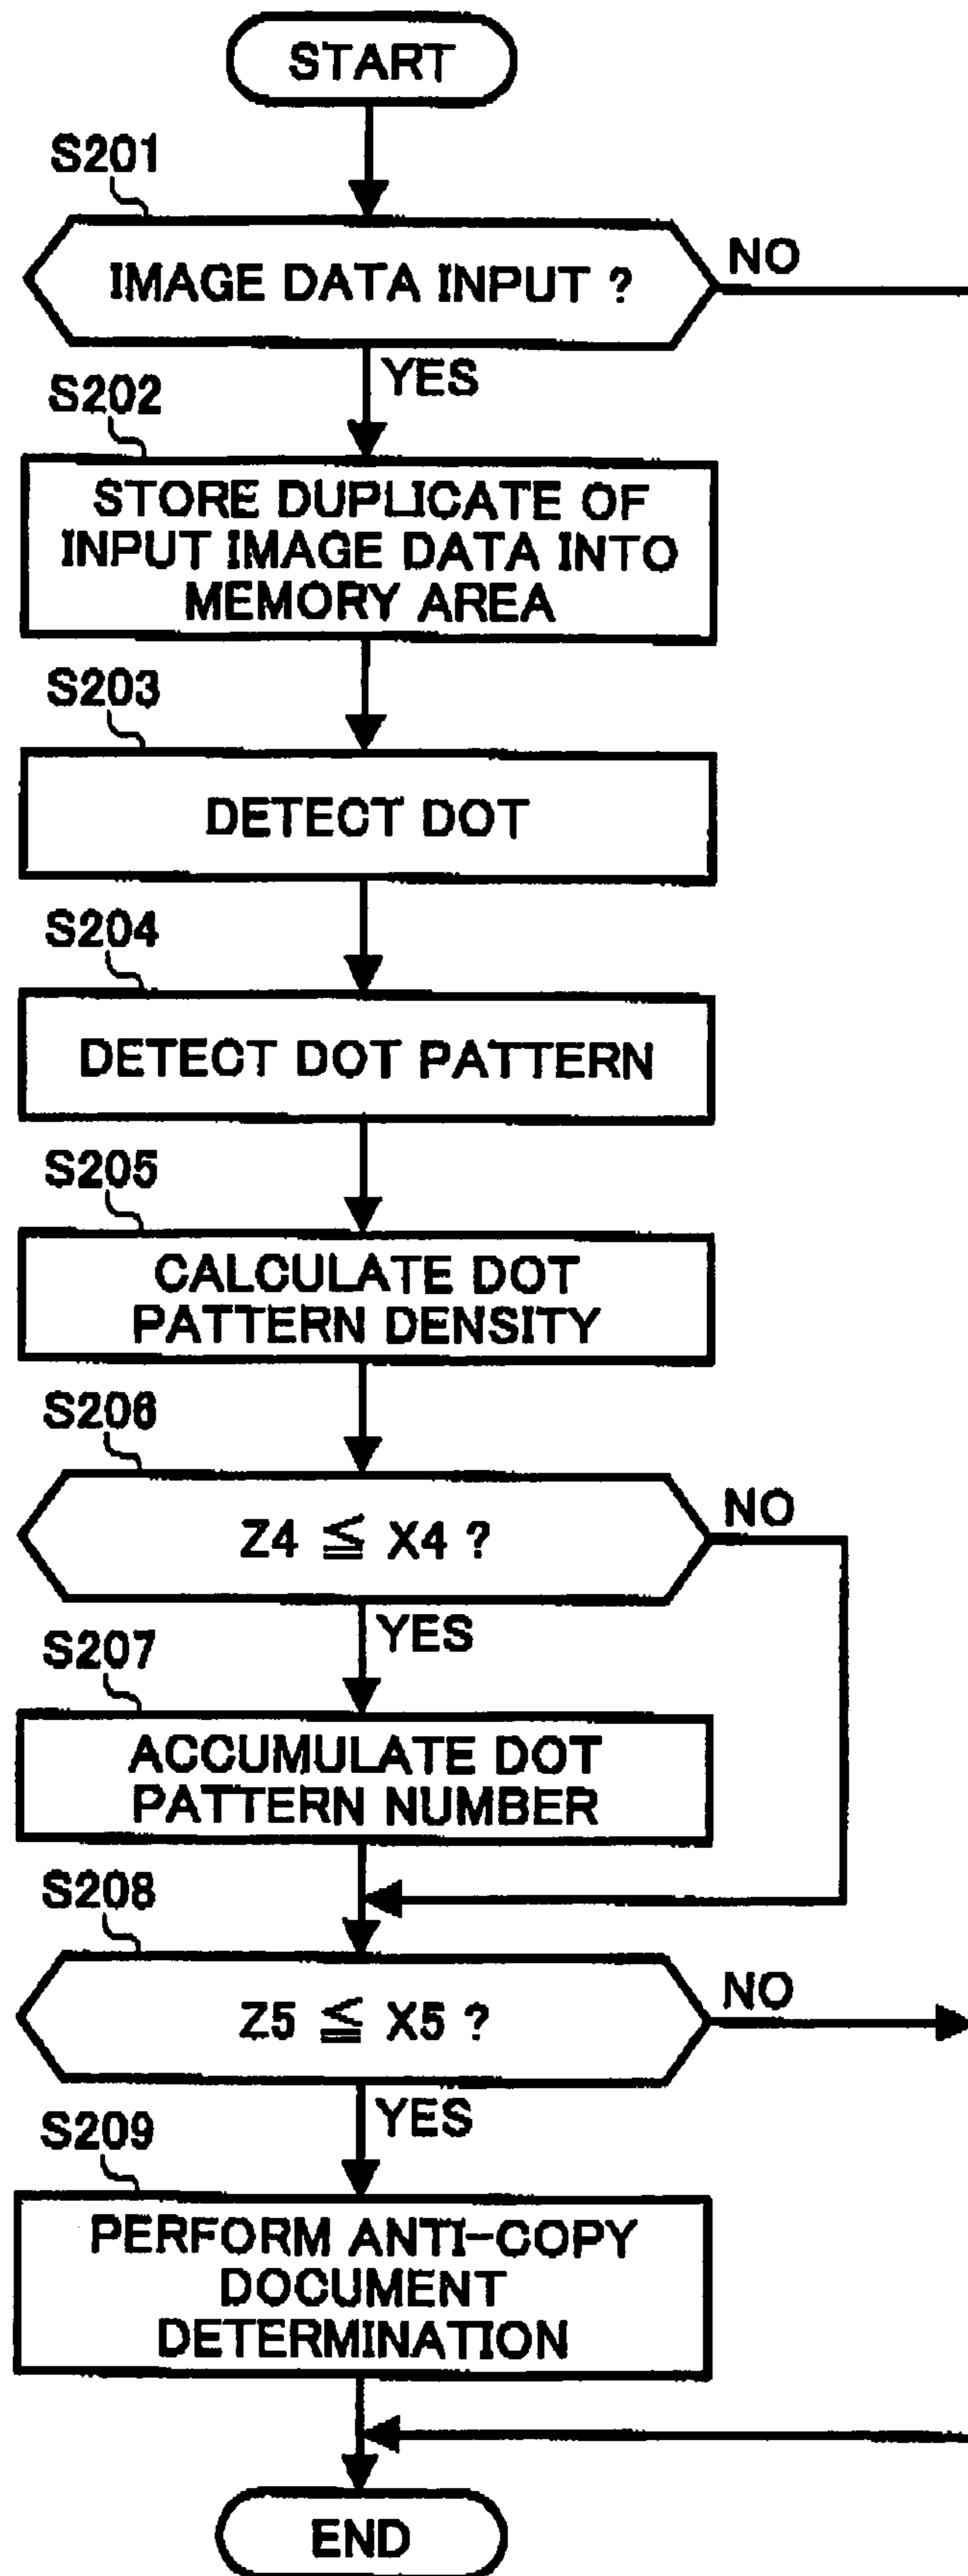 START
S201
IMAGE DATA INPUT ?
NO
YES
S202
STORE DUPLICATE OF
INPUT IMAGE DATA INTO
MEMORY AREA
S203
DETECT DOT
S204
DETECT DOT PATTERN
S205
CALCULATE DOT
PATTERN DENSITY
S206
Z4 ≦ X4 ?
NO
YES
S207
ACCUMULATE DOT
PATTERN NUMBER
S208
Z5 ≦ X5 ?
NO
YES
S209
PERFORM ANTI-COPY
DOCUMENT
DETERMINATION
END